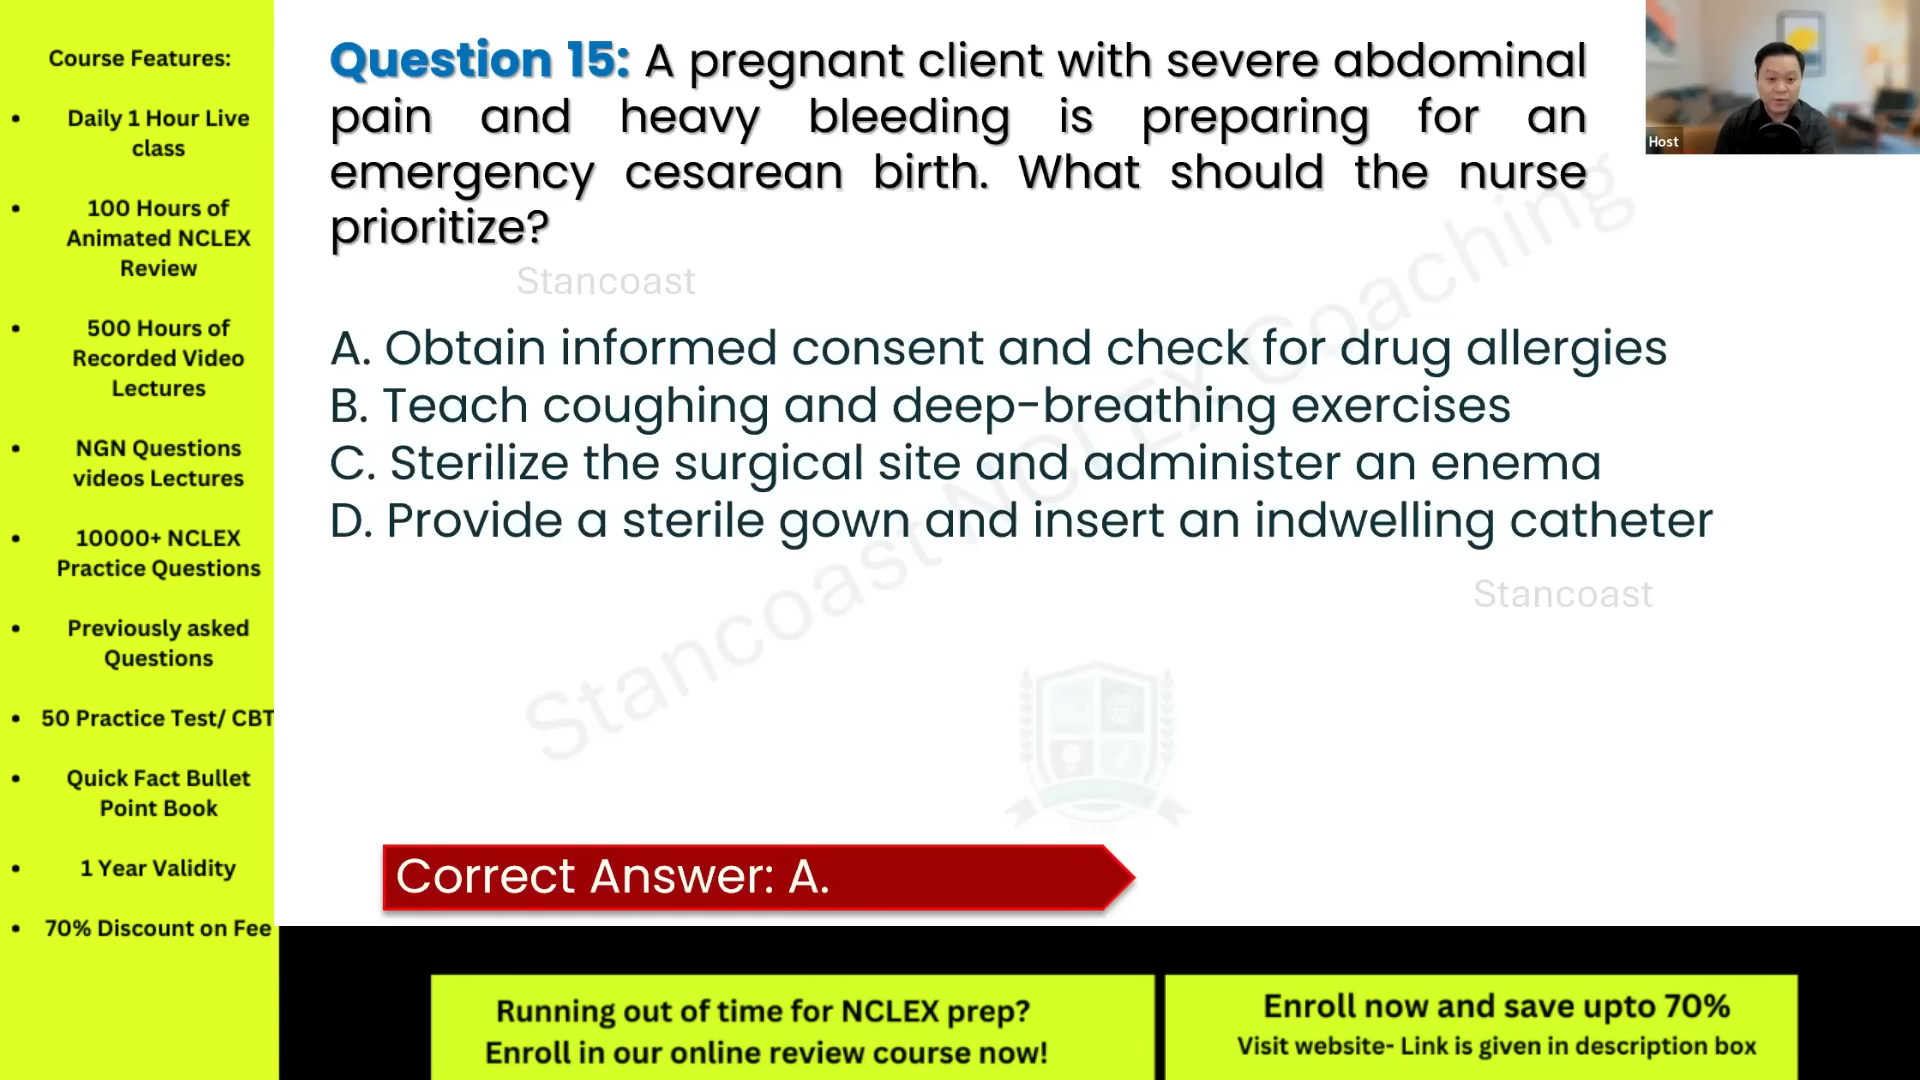 Course Features:
• Daily 1 Hour Live
class
• 100 Hours of
Animated NCLEX
Review
• 500 Hours of
Recorded Video
Lectures
• NGN Questions
videos Lectures
• 10000+ NCLEX
Practice Questions
• Previously asked
Questions
• 50 Practice Test/ CBT
• Quick Fact Bullet
Point Book
• 1 Year Validity
• 70% Discount on Fee
Question 15: A pregnant client with severe abdominal
pain and heavy bleeding is preparing for an
emergency cesarean birth. What should the nurse
prioritize?
Host
Stancoast
A. Obtain informed consent and check for drug allergies
B. Teach coughing and deep-breathing exercises
C. Sterilize the surgical site and administer an enema
D. Provide a sterile gown and insert an indwelling catheter
Stancoast
Stancoast NCLEX Coaching
Correct Answer: A.
Running out of time for NCLEX prep?
Enroll in our online review course now!
Enroll now and save upto 70%
Visit website- Link is given in description box